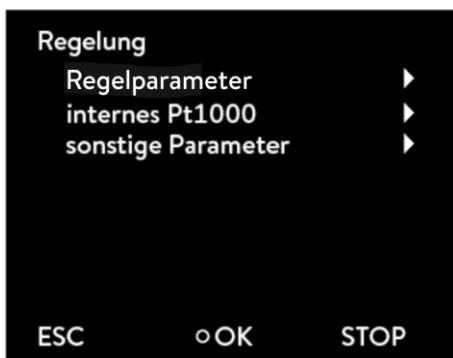 Regelung
Regelparameter
internes Pt1000
sonstige Parameter
ESC OK STOP